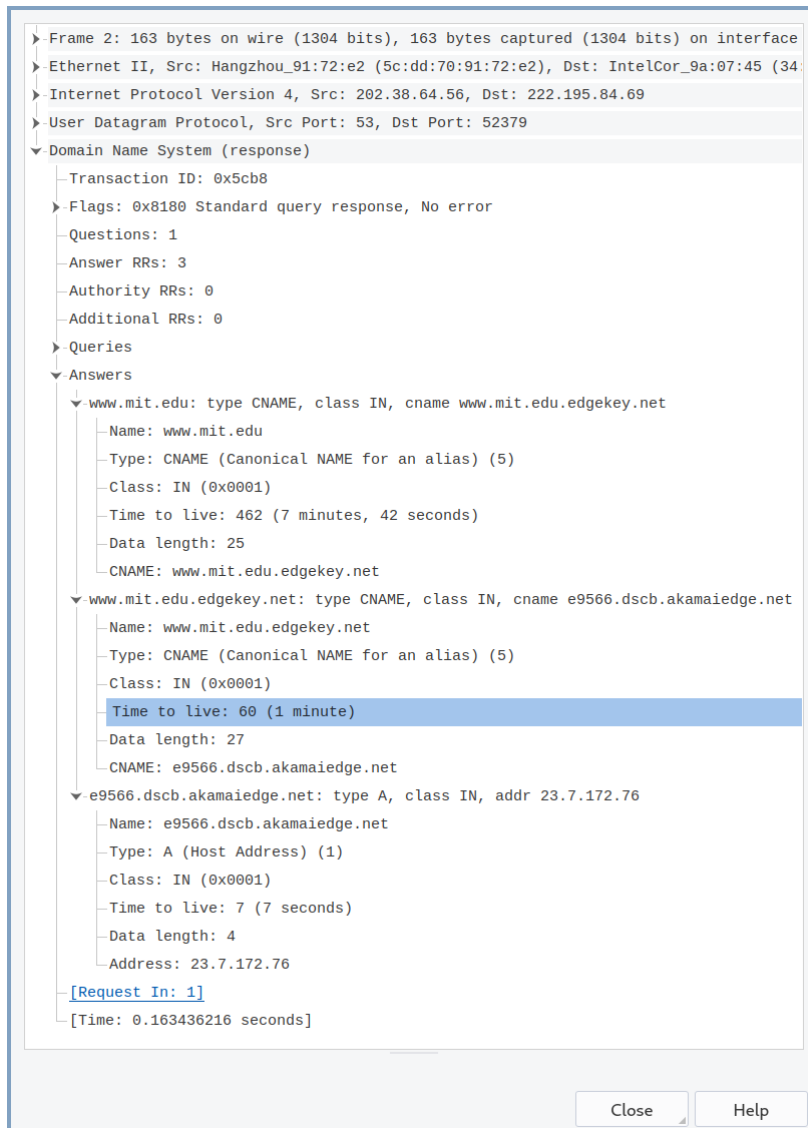 Frame 2: 163 bytes on wire (1304 bits), 163 bytes captured (1304 bits) on interface
Ethernet II, Src: Hangzhou_91:72:e2 (5c:dd:70:91:72:e2), Dst: IntelCor_9a:07:45 (34:
Internet Protocol Version 4, Src: 202.38.64.56, Dst: 222.195.84.69
User Datagram Protocol, Src Port: 53, Dst Port: 52379
Domain Name System (response)
Transaction ID: 0x5cb8
Flags: 0x8180 Standard query response, No error
Questions: 1
Answer RRs: 3
Authority RRs: 0
Additional RRs: 0
Queries
Answers
www.mit.edu: type CNAME, class IN, cname www.mit.edu.edgekey.net
Name: www.mit.edu
Type: CNAME (Canonical NAME for an alias) (5)
Class: IN (0x0001)
Time to live: 462 (7 minutes, 42 seconds)
Data length: 25
CNAME: www.mit.edu.edgekey.net
www.mit.edu.edgekey.net: type CNAME, class IN, cname e9566.dscb.akamaiedge.net
Name: www.mit.edu.edgekey.net
Type: CNAME (Canonical NAME for an alias) (5)
Class: IN (0x0001)
Time to live: 60 (1 minute)
Data length: 27
CNAME: e9566.dscb.akamaiedge.net
e9566.dscb.akamaiedge.net: type A, class IN, addr 23.7.172.76
Name: e9566.dscb.akamaiedge.net
Type: A (Host Address) (1)
Class: IN (0x0001)
Time to live: 7 (7 seconds)
Data length: 4
Address: 23.7.172.76
[Request In: 1]
[Time: 0.163436216 seconds]
Close Help